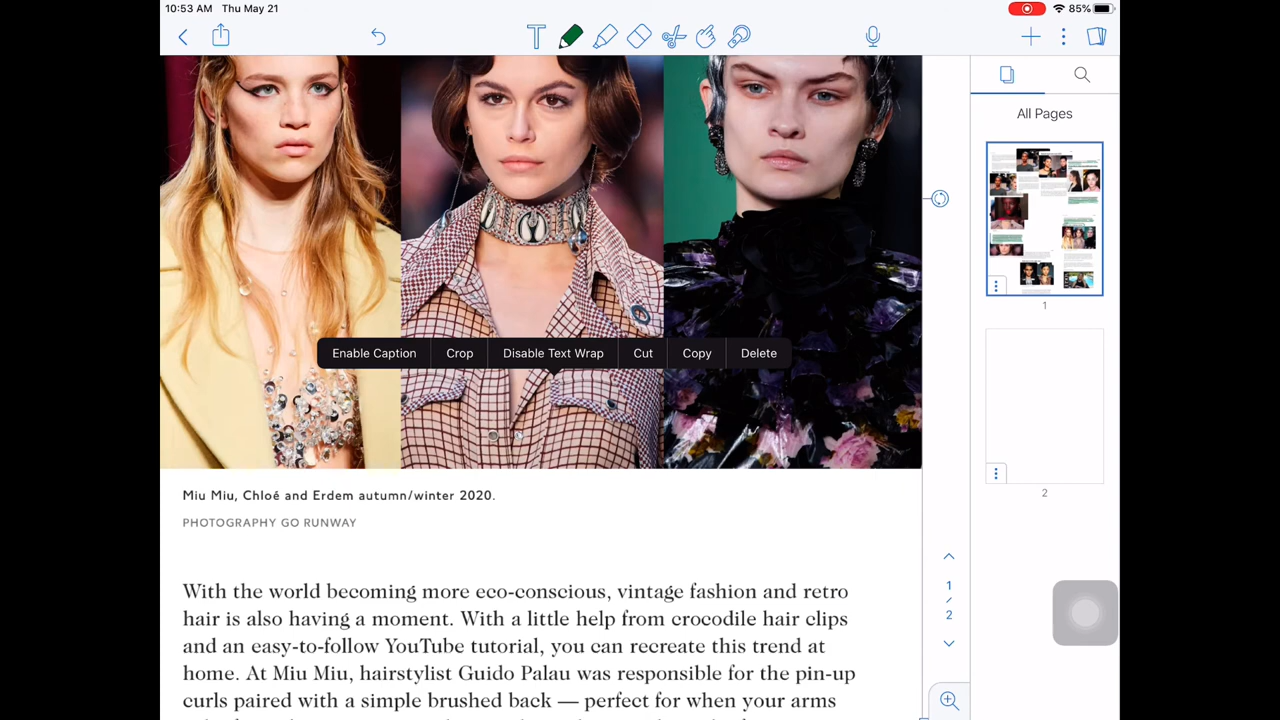 10:53 AM Thu May 21
85%
T
All Pages
Enable Caption
Crop
Disable Text Wrap
Cut
Copy
Delete
1
2
Miu Miu, Chloé and Erdem autumn/winter 2020.
PHOTOGRAPHY GO RUNWAY
With the world becoming more eco-conscious, vintage fashion and retro
hair is also having a moment. With a little help from crocodile hair clips
and an easy-to-follow YouTube tutorial, you can recreate this trend at
home. At Miu Miu, hairstylist Guido Palau was responsible for the pin-up
curls paired with a simple brushed back — perfect for when your arms
1
/
2